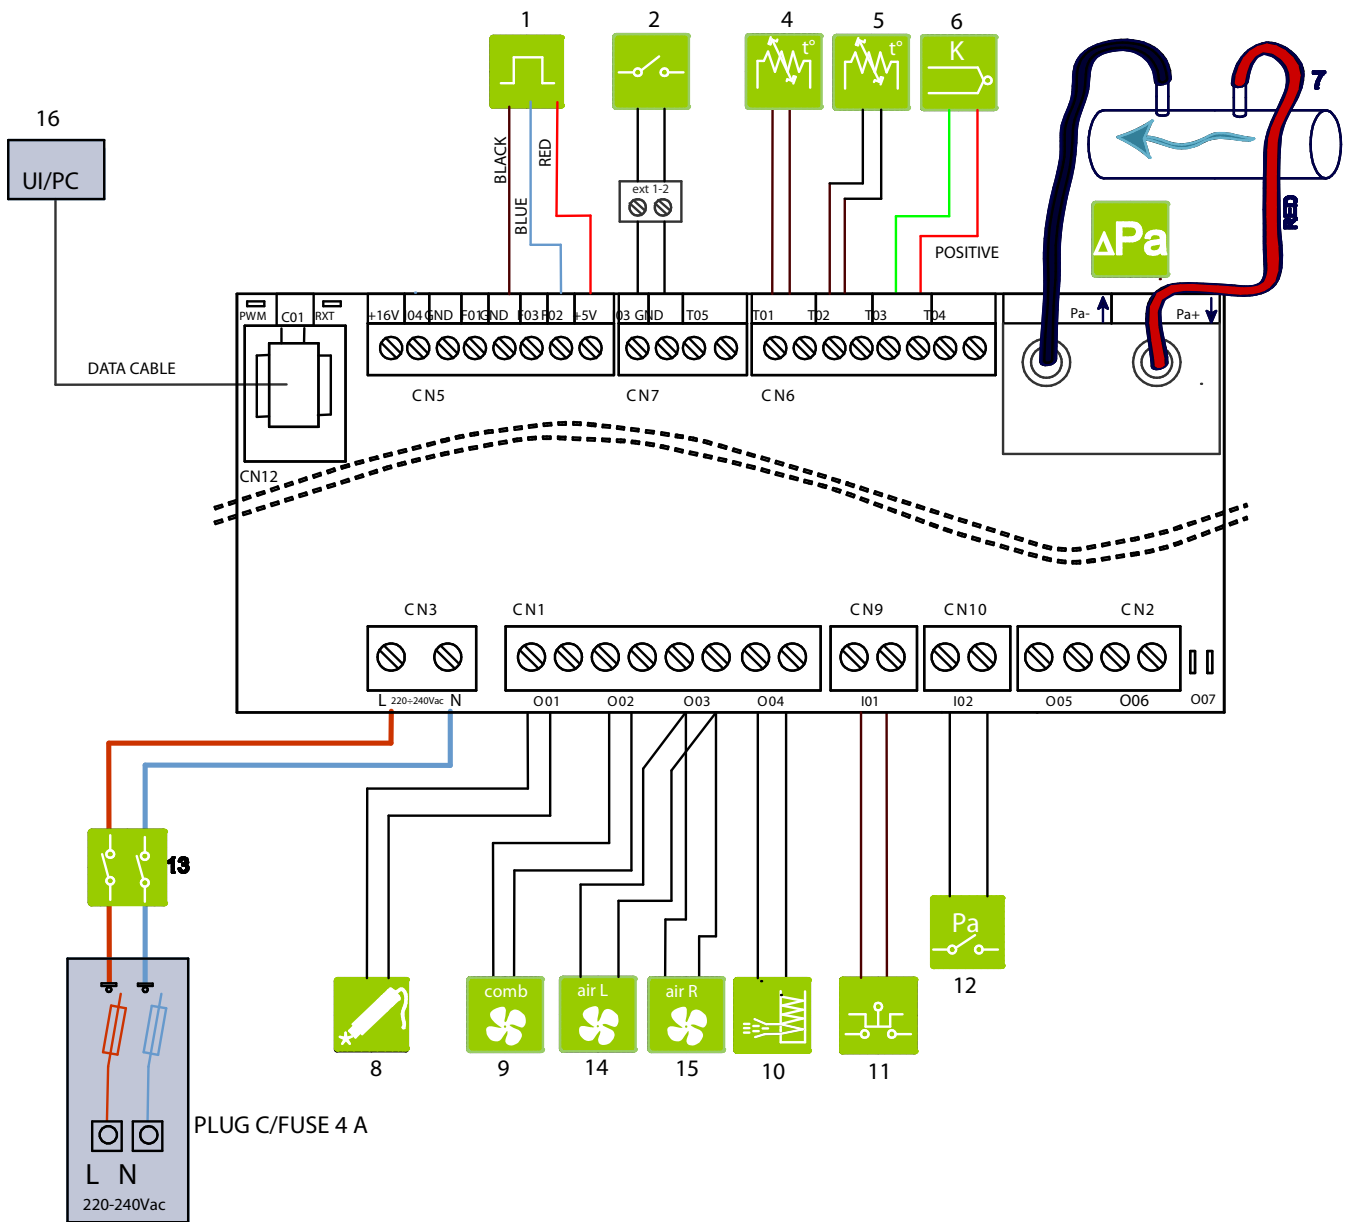 1
2
4
5
6
7
16
UI/PC
t°
t°
K
BLACK
BLUE
RED
ext 1-2
POSITIVE
RED
ΔPa
PWM
C01
RXT
+16V
I04
GND
F01
GND
F03
F02
+5V
I03
GND
T05
T01
T02
T03
T04
Pa-
Pa+
DATA CABLE
CN5
CN7
CN6
CN12
CN3
CN1
CN9
CN10
CN2
L 220÷240Vac N
O01
O02
O03
O04
I01
I02
O05
O06
O07
13
Pa
12
comb
air L
air R
8
9
14
15
10
11
PLUG C/FUSE 4 A
L N
220-240Vac